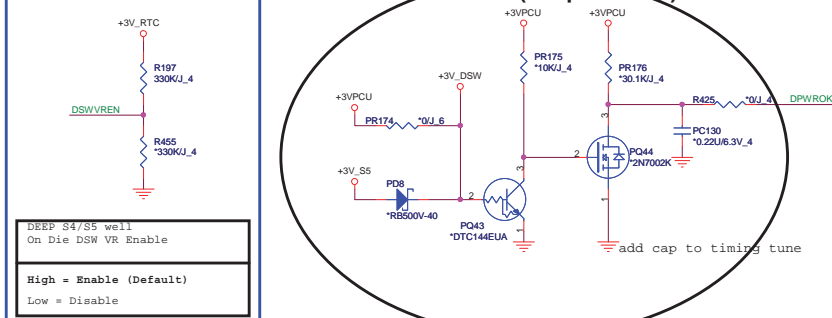 +3V_RTC
R197
330K/J_4
DSWVREN
R455
*330K/J_4
DEEP S4/S5 well
On Die DSW VR Enable
High = Enable (Default)
Low = Disable
+3VPCU
+3VPCU
PR175
*10K/J_4
PR176
*30.1K/J_4
+3V_DSW
+3VPCU
PR174
*0/J_6
R425
*0/J_4
DPWROK
PC130
*0.22U/6.3V_4
3
2
PQ44
*2N7002K
1
+3V_S5
PD8
*RB500V-40
2
3
PQ43
*DTC144EUA
1
add cap to timing tune